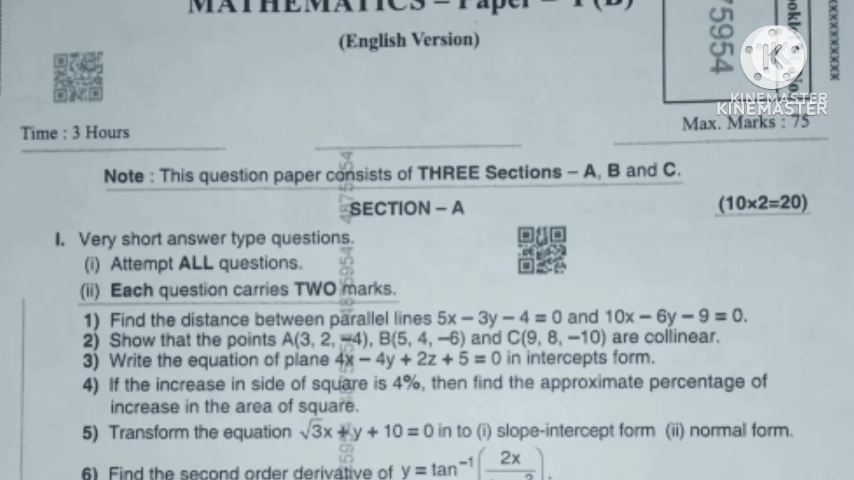 MATHEMATICS – Paper – I (B)
(English Version)
75954
KINEMASTER
KINEMASTER
Time : 3 Hours
Max. Marks : 75
Note : This question paper consists of THREE Sections – A, B and C.
SECTION – A
(10×2=20)
I. Very short answer type questions.
(i) Attempt ALL questions.
(ii) Each question carries TWO marks.
1) Find the distance between parallel lines 5x – 3y – 4 = 0 and 10x – 6y – 9 = 0.
2) Show that the points A(3, 2, –4), B(5, 4, –6) and C(9, 8, –10) are collinear.
3) Write the equation of plane 4x – 4y + 2z + 5 = 0 in intercepts form.
4) If the increase in side of square is 4%, then find the approximate percentage of
increase in the area of square.
5) Transform the equation √3x + y + 10 = 0 in to (i) slope-intercept form (ii) normal form.
6) Find the second order derivative of y = tan⁻¹ ( 2x